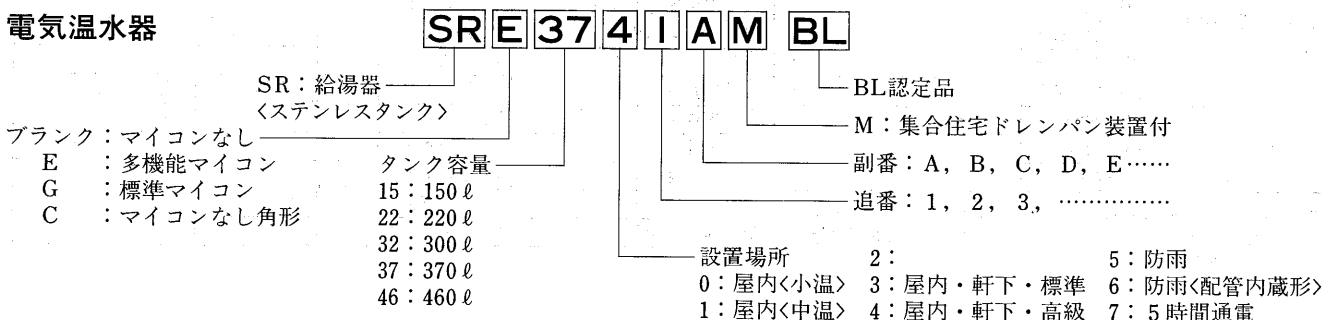 電気温水器 SRE3741AM BL
SR：給湯器
〈ステンレスタンク〉
ブランク：マイコンなし
E ：多機能マイコン
G ：標準マイコン
C ：マイコンなし角形
タンク容量
15：150ℓ
22：220ℓ
32：300ℓ
37：370ℓ
46：460ℓ
BL認定品
M：集合住宅ドレンパン装置付
副番：A，B，C，D，E……
追番：1，2，3，……………
設置場所 2： 5：防雨
0：屋内〈小温〉 3：屋内・軒下・標準 6：防雨〈配管内蔵形〉
1：屋内〈中温〉 4：屋内・軒下・高級 7：5時間通電